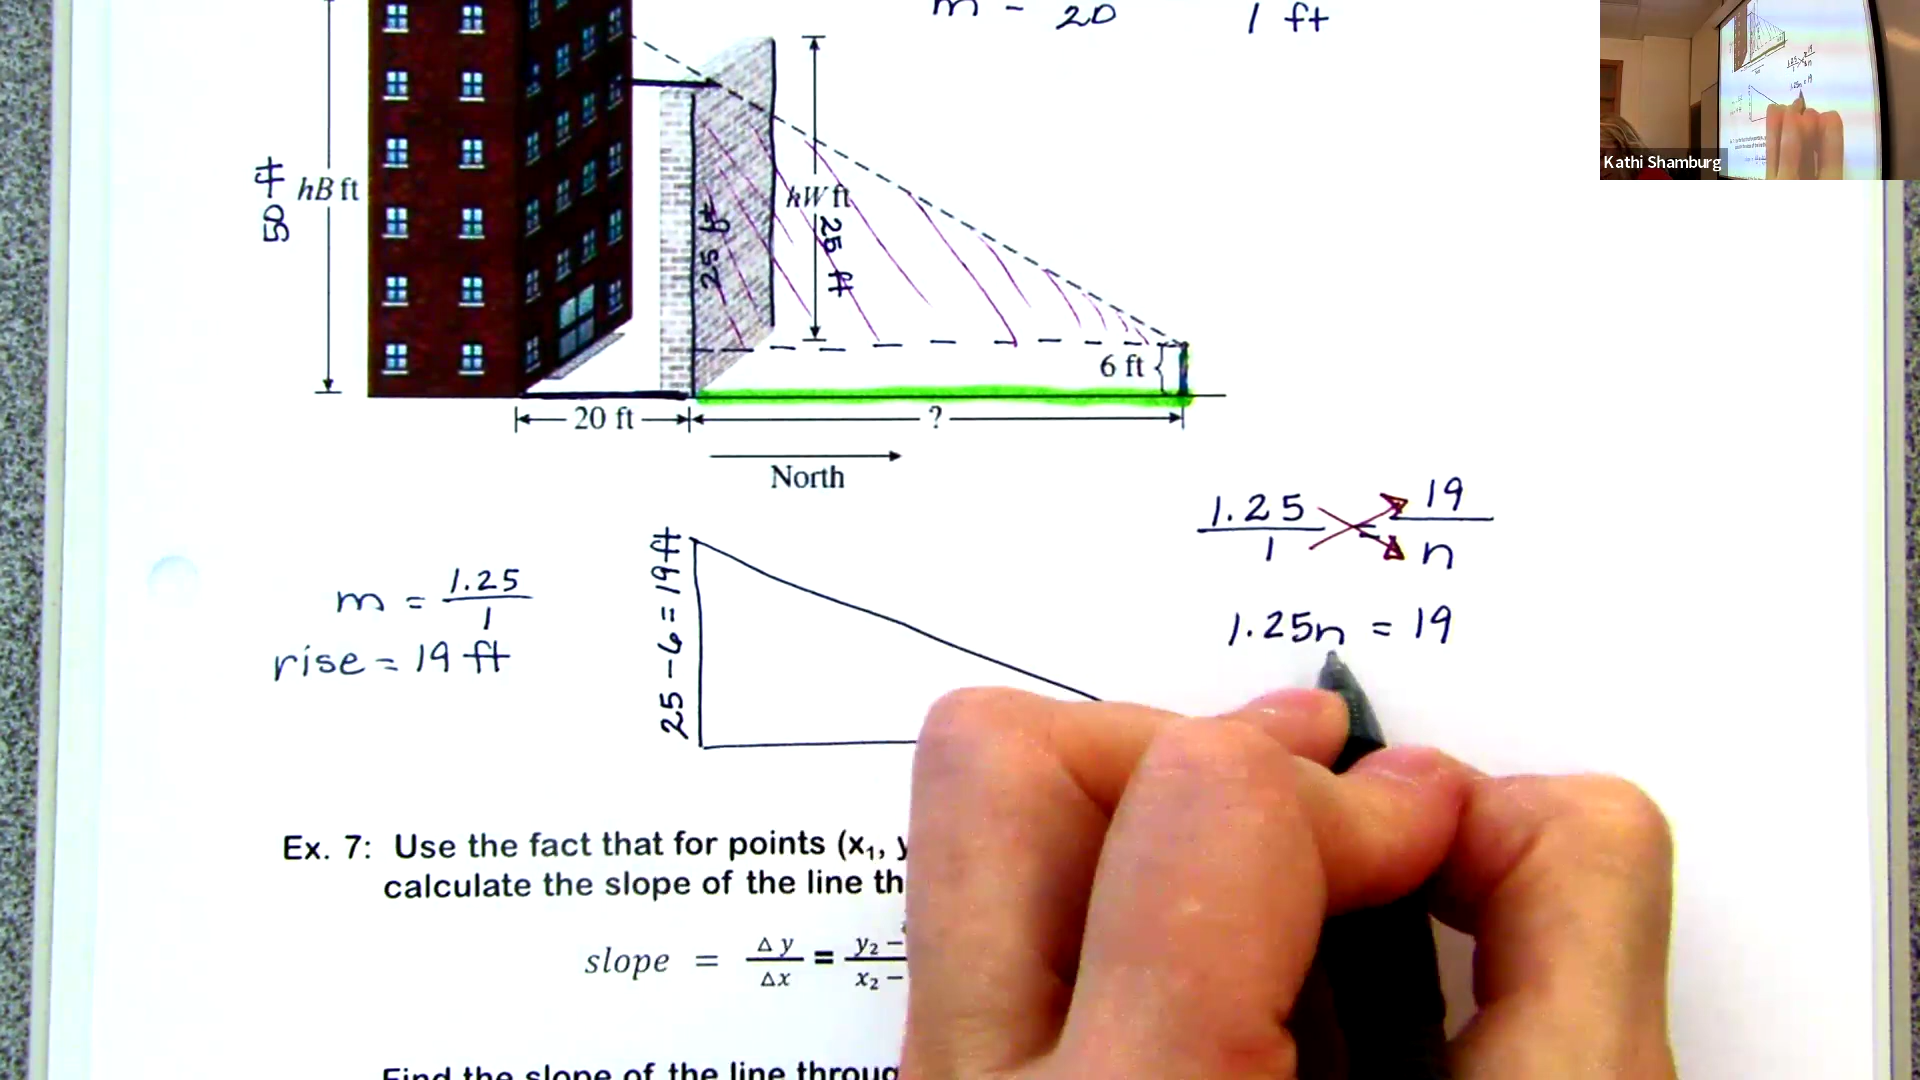 m - 20 1 ft
50 ft
hB ft
hW ft
25 ft
25 ft
6 ft
20 ft
?
North
m = 1.25 / 1
rise = 19 ft
25 - 6 = 19 ft
1.25 / 1 = 19 / n
1.25n = 19
Ex. 7: Use the fact that for points (x₁, y
calculate the slope of the line th
slope = Δy / Δx = y₂ - / x₂ -
Find the slope of the line throug
Kathi Shamburg